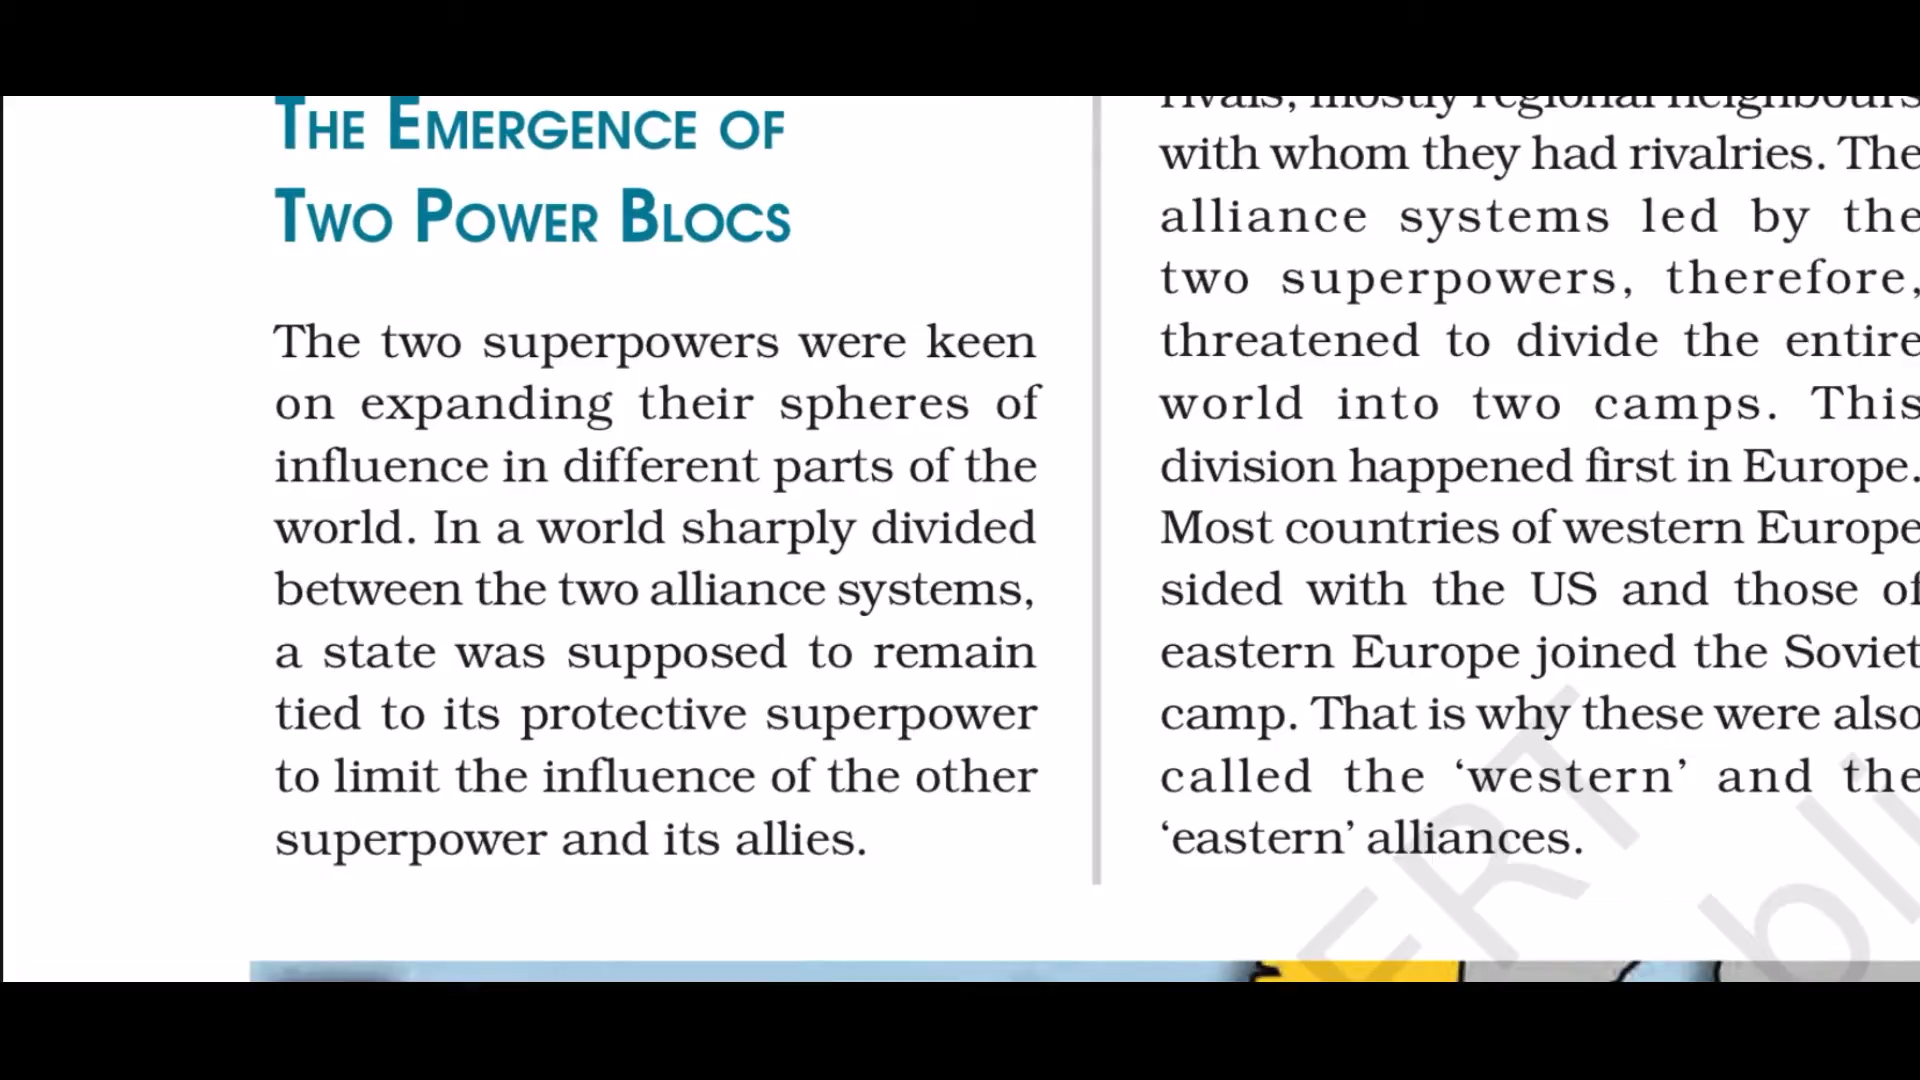 THE EMERGENCE OF
TWO POWER BLOCS
The two superpowers were keen
on expanding their spheres of
influence in different parts of the
world. In a world sharply divided
between the two alliance systems,
a state was supposed to remain
tied to its protective superpower
to limit the influence of the other
superpower and its allies.
rivals, mostly regional neighbours
with whom they had rivalries. The
alliance systems led by the
two superpowers, therefore,
threatened to divide the entire
world into two camps. This
division happened first in Europe.
Most countries of western Europe
sided with the US and those of
eastern Europe joined the Soviet
camp. That is why these were also
called the ‘western’ and the
‘eastern’ alliances.